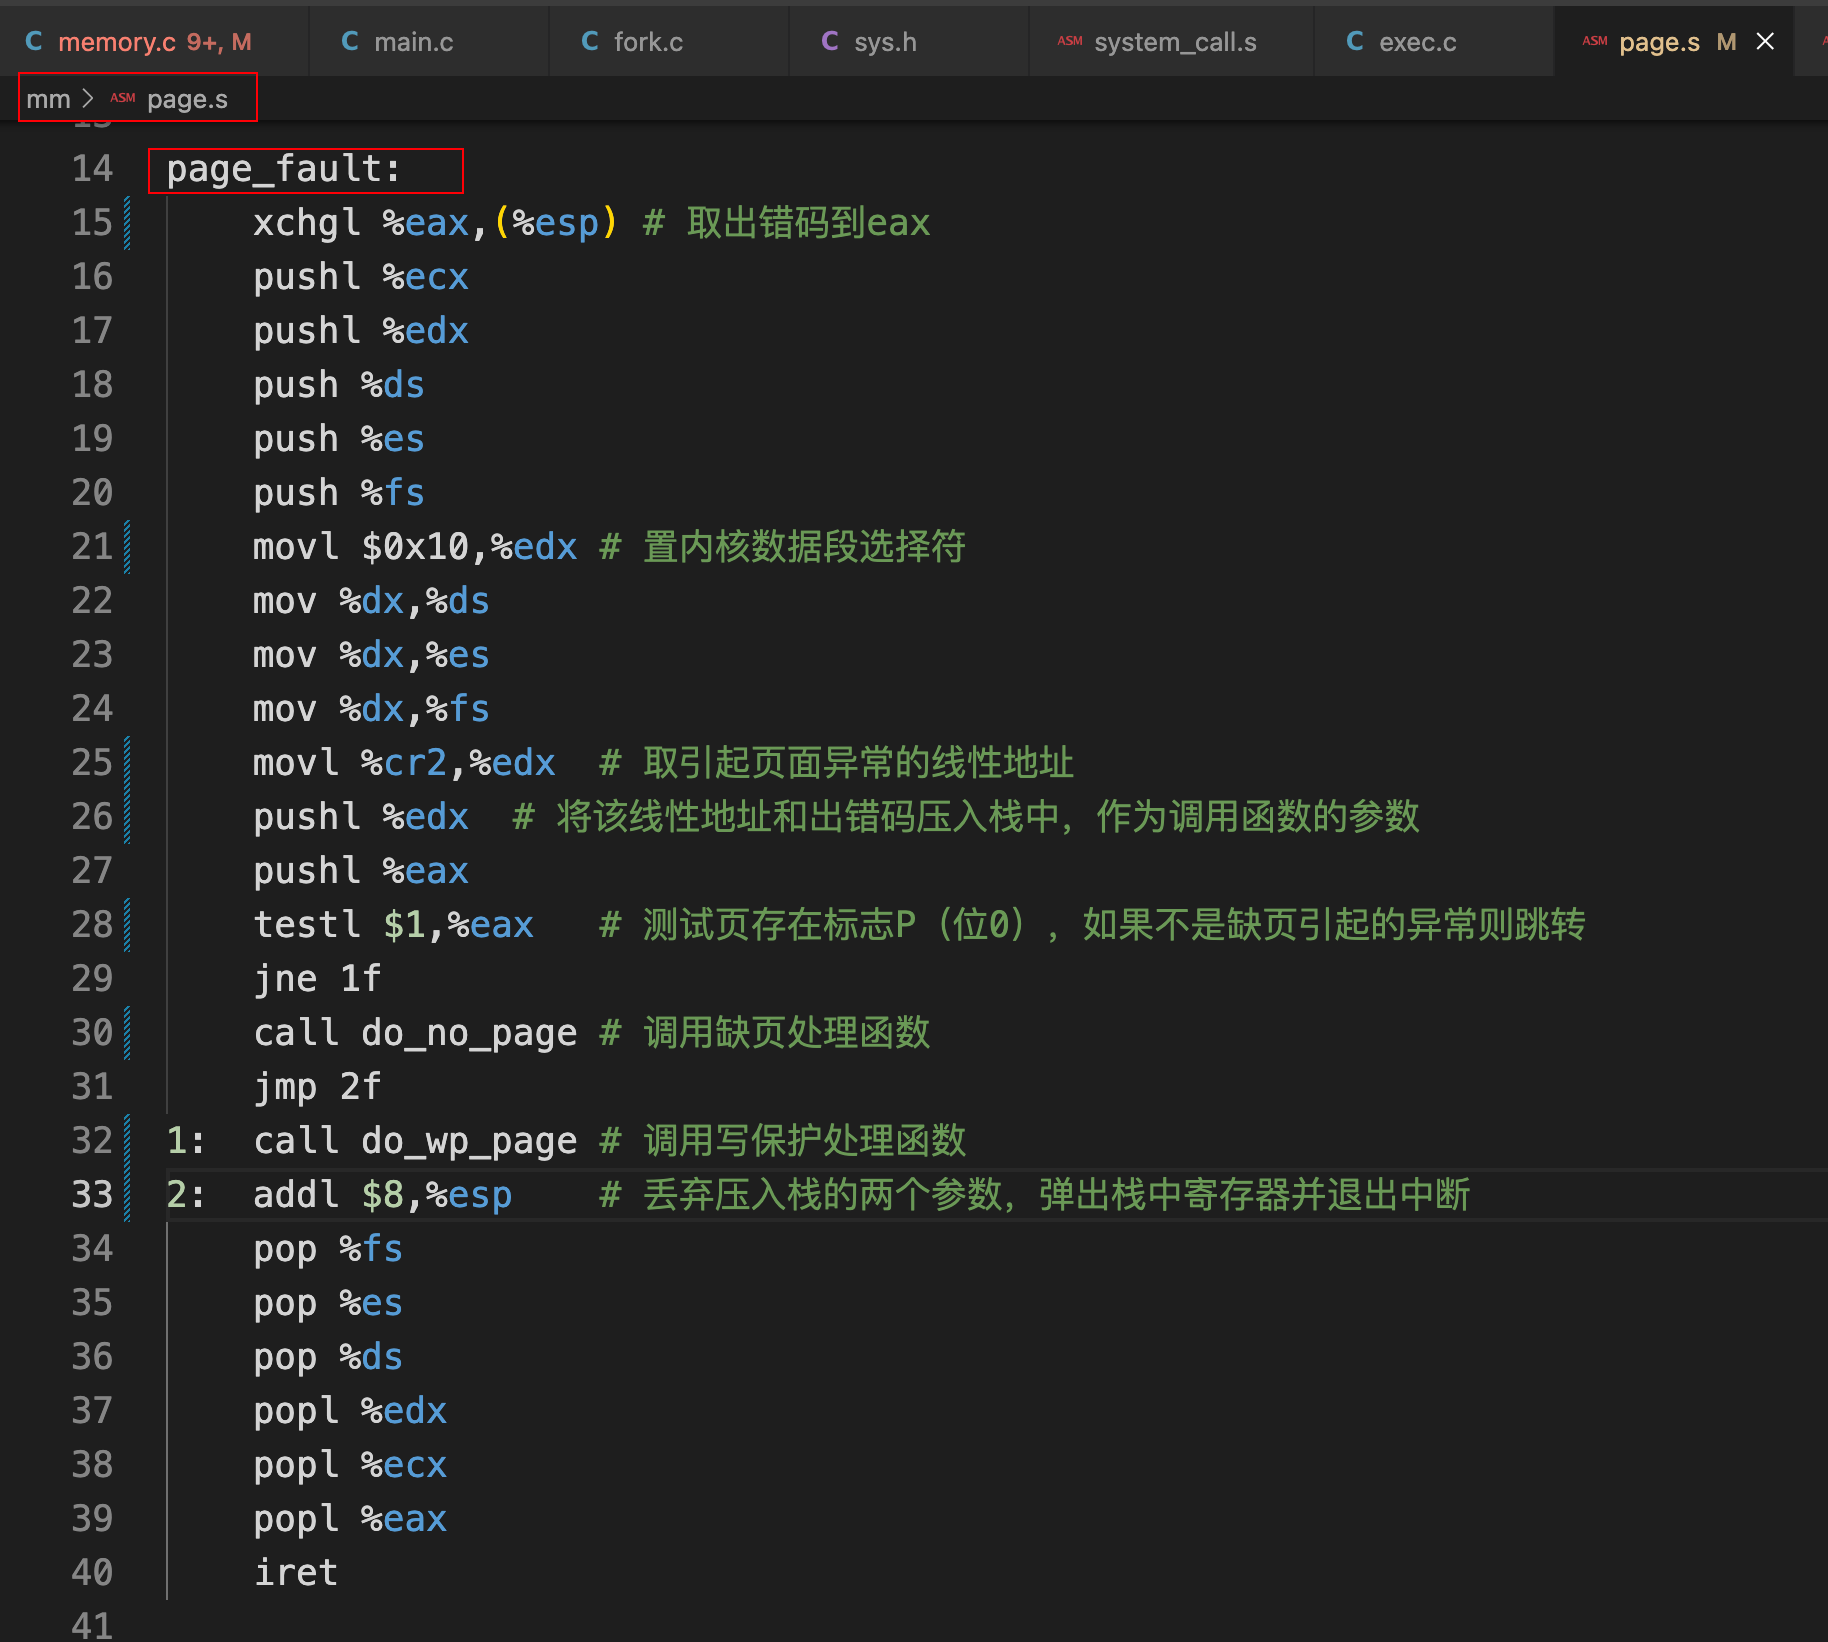 C memory.c 9+, M C main.c C fork.c C sys.h ASM system_call.s C exec.c ASM page.s M
mm > ASM page.s
14 page_fault:
15 xchgl %eax,(%esp) # 取出错码到eax
16 pushl %ecx
17 pushl %edx
18 push %ds
19 push %es
20 push %fs
21 movl $0x10,%edx # 置内核数据段选择符
22 mov %dx,%ds
23 mov %dx,%es
24 mov %dx,%fs
25 movl %cr2,%edx # 取引起页面异常的线性地址
26 pushl %edx # 将该线性地址和出错码压入栈中，作为调用函数的参数
27 pushl %eax
28 testl $1,%eax # 测试页存在标志P（位0），如果不是缺页引起的异常则跳转
29 jne 1f
30 call do_no_page # 调用缺页处理函数
31 jmp 2f
32 1: call do_wp_page # 调用写保护处理函数
33 2: addl $8,%esp # 丢弃压入栈的两个参数，弹出栈中寄存器并退出中断
34 pop %fs
35 pop %es
36 pop %ds
37 popl %edx
38 popl %ecx
39 popl %eax
40 iret
41